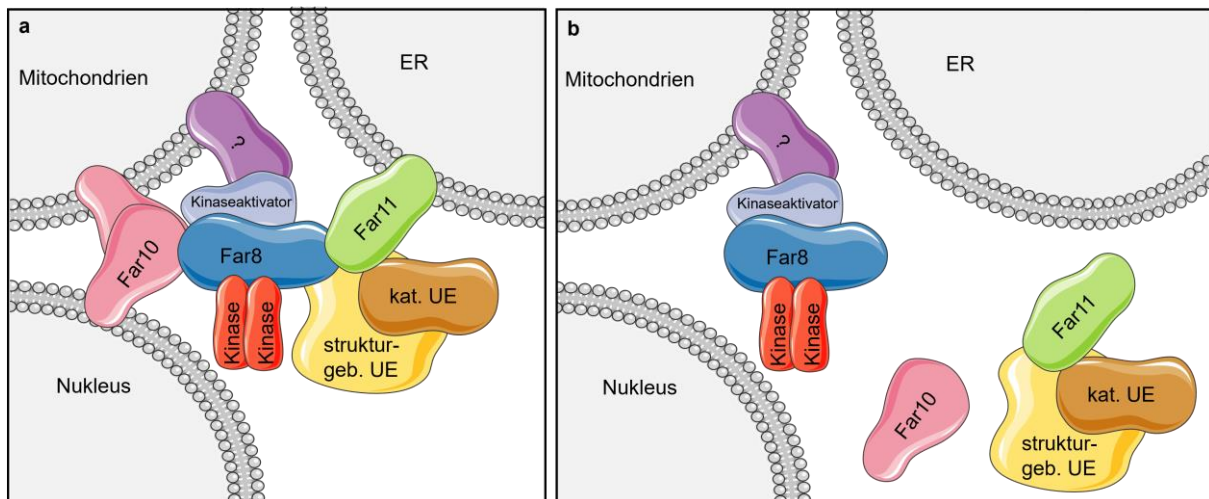 a
Mitochondrien
ER
?
Kinaseaktivator
Far11
Far10
Far8
kat. UE
Kinase
Kinase
struktur-
geb. UE
Nukleus
b
Mitochondrien
ER
?
Kinaseaktivator
Far8
Far11
Kinase
Kinase
Nukleus
kat. UE
Far10
struktur-
geb. UE